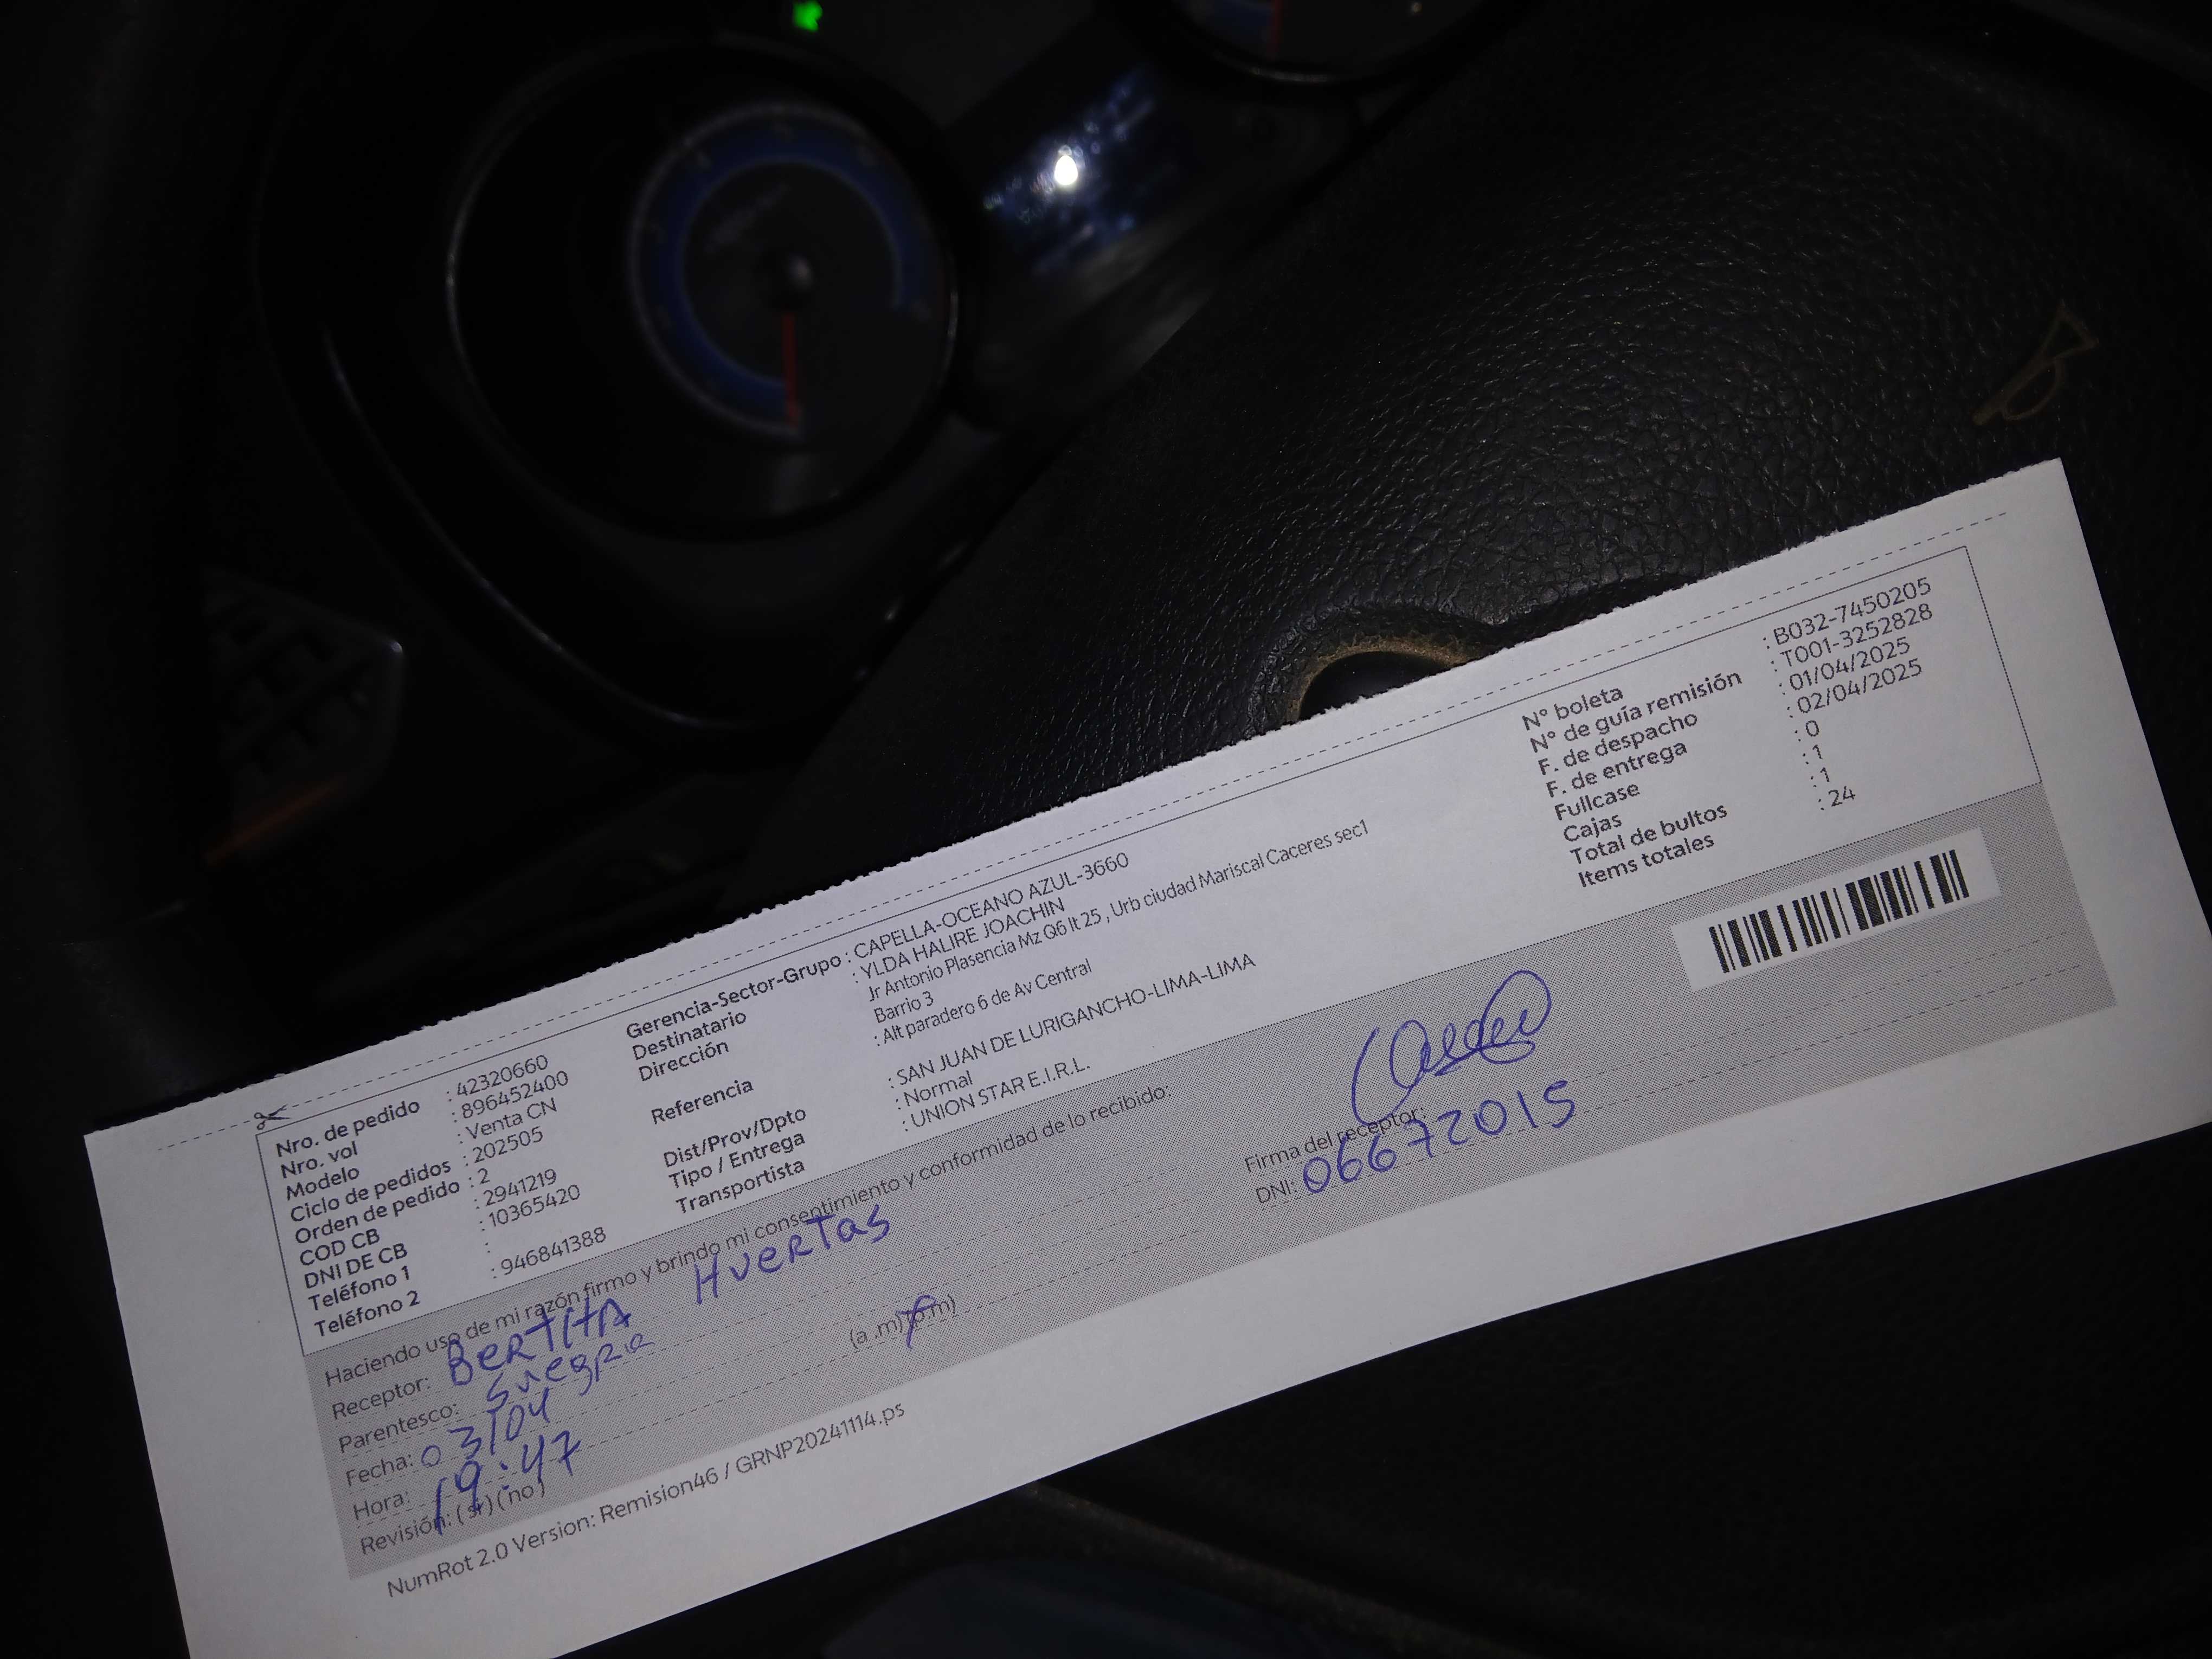 Nro. de pedido : 42320660
Nro. vol : 896452400
Modelo : Venta CN
Ciclo de pedidos : 202505
Orden de pedido : 2
COD CB : 2941219
DNI DE CB : 10365420
Teléfono 1 :
Teléfono 2 : 946841388
Gerencia-Sector-Grupo : CAPELLA-OCEANO AZUL-3660
Destinatario : YLDA HALIRE JOACHIN
Dirección Jr Antonio Plasencia Mz Q6 lt 25 , Urb ciudad Mariscal Caceres sec1
Barrio 3
Referencia : Alt paradero 6 de Av Central
Dist/Prov/Dpto : SAN JUAN DE LURIGANCHO-LIMA-LIMA
Tipo / Entrega : Normal
Transportista : UNION STAR E.I.R.L.
N° boleta : B032-7450205
N° de guía remisión : T001-3252828
F. de despacho : 01/04/2025
F. de entrega : 02/04/2025
Fullcase : 0
Cajas : 1
Total de bultos : 1
Items totales : 24
Haciendo uso de mi razón firmo y brindo mi consentimiento y conformidad de lo recibido:
Receptor: BERTHA HUERTAS
Parentesco: Suegra
Fecha: 03/04
Hora: 19:47 (a .m) (p.m)
Revisión: ( si ) ( no )
Firma del receptor:
DNI: 06672015
NumRot 2.0 Version: Remision46 / GRNP20241114.ps